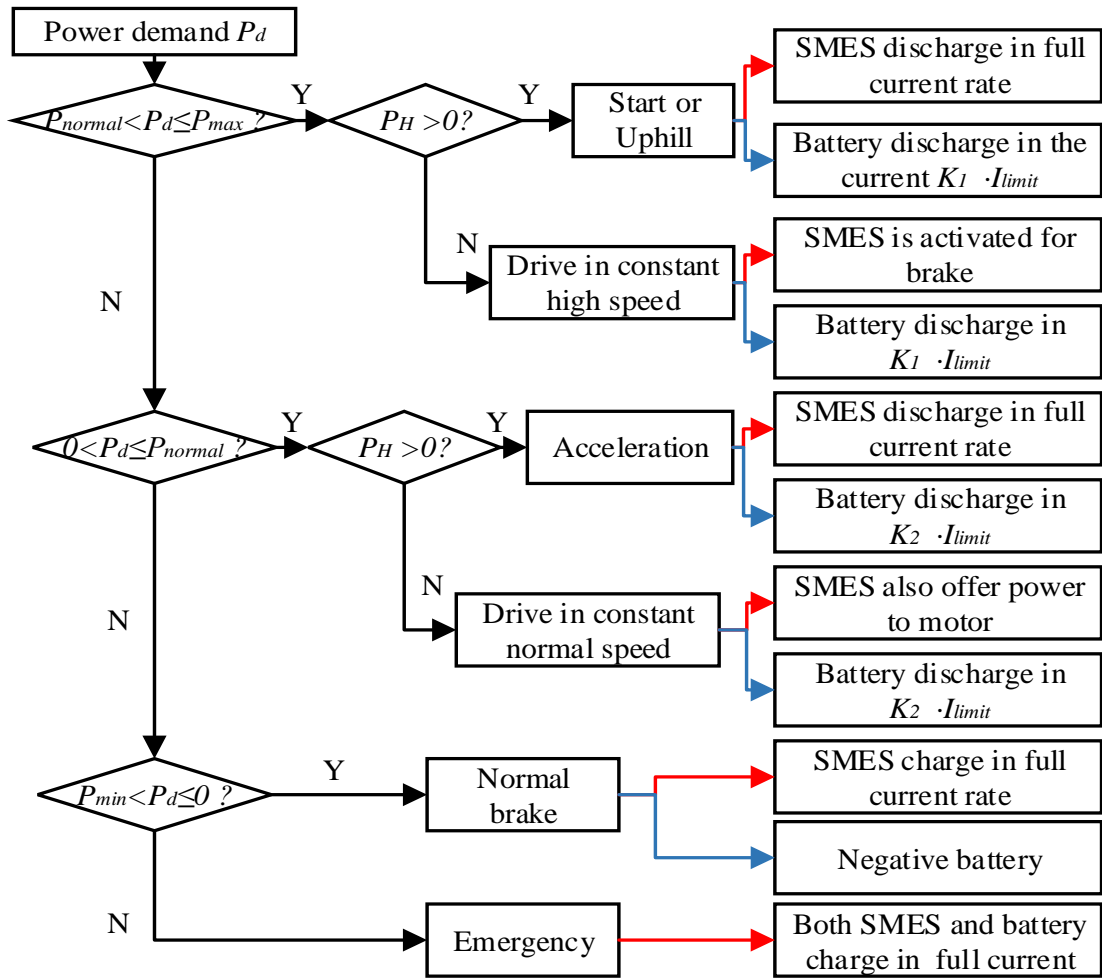 Power demand Pd
Pnormal<Pd≤Pmax ?
Y
PH >0?
Y
Start or
Uphill
SMES discharge in full
current rate
Battery discharge in the
current K1 ·Ilimit
N
N
Drive in constant
high speed
SMES is activated for
brake
Battery discharge in
K1 ·Ilimit
0<Pd≤Pnormal ?
Y
PH >0?
Y
Acceleration
SMES discharge in full
current rate
Battery discharge in
K2 ·Ilimit
N
N
Drive in constant
normal speed
SMES also offer power
to motor
Battery discharge in
K2 ·Ilimit
Pmin<Pd≤0 ?
Y
Normal
brake
SMES charge in full
current rate
Negative battery
N
Emergency
Both SMES and battery
charge in full current